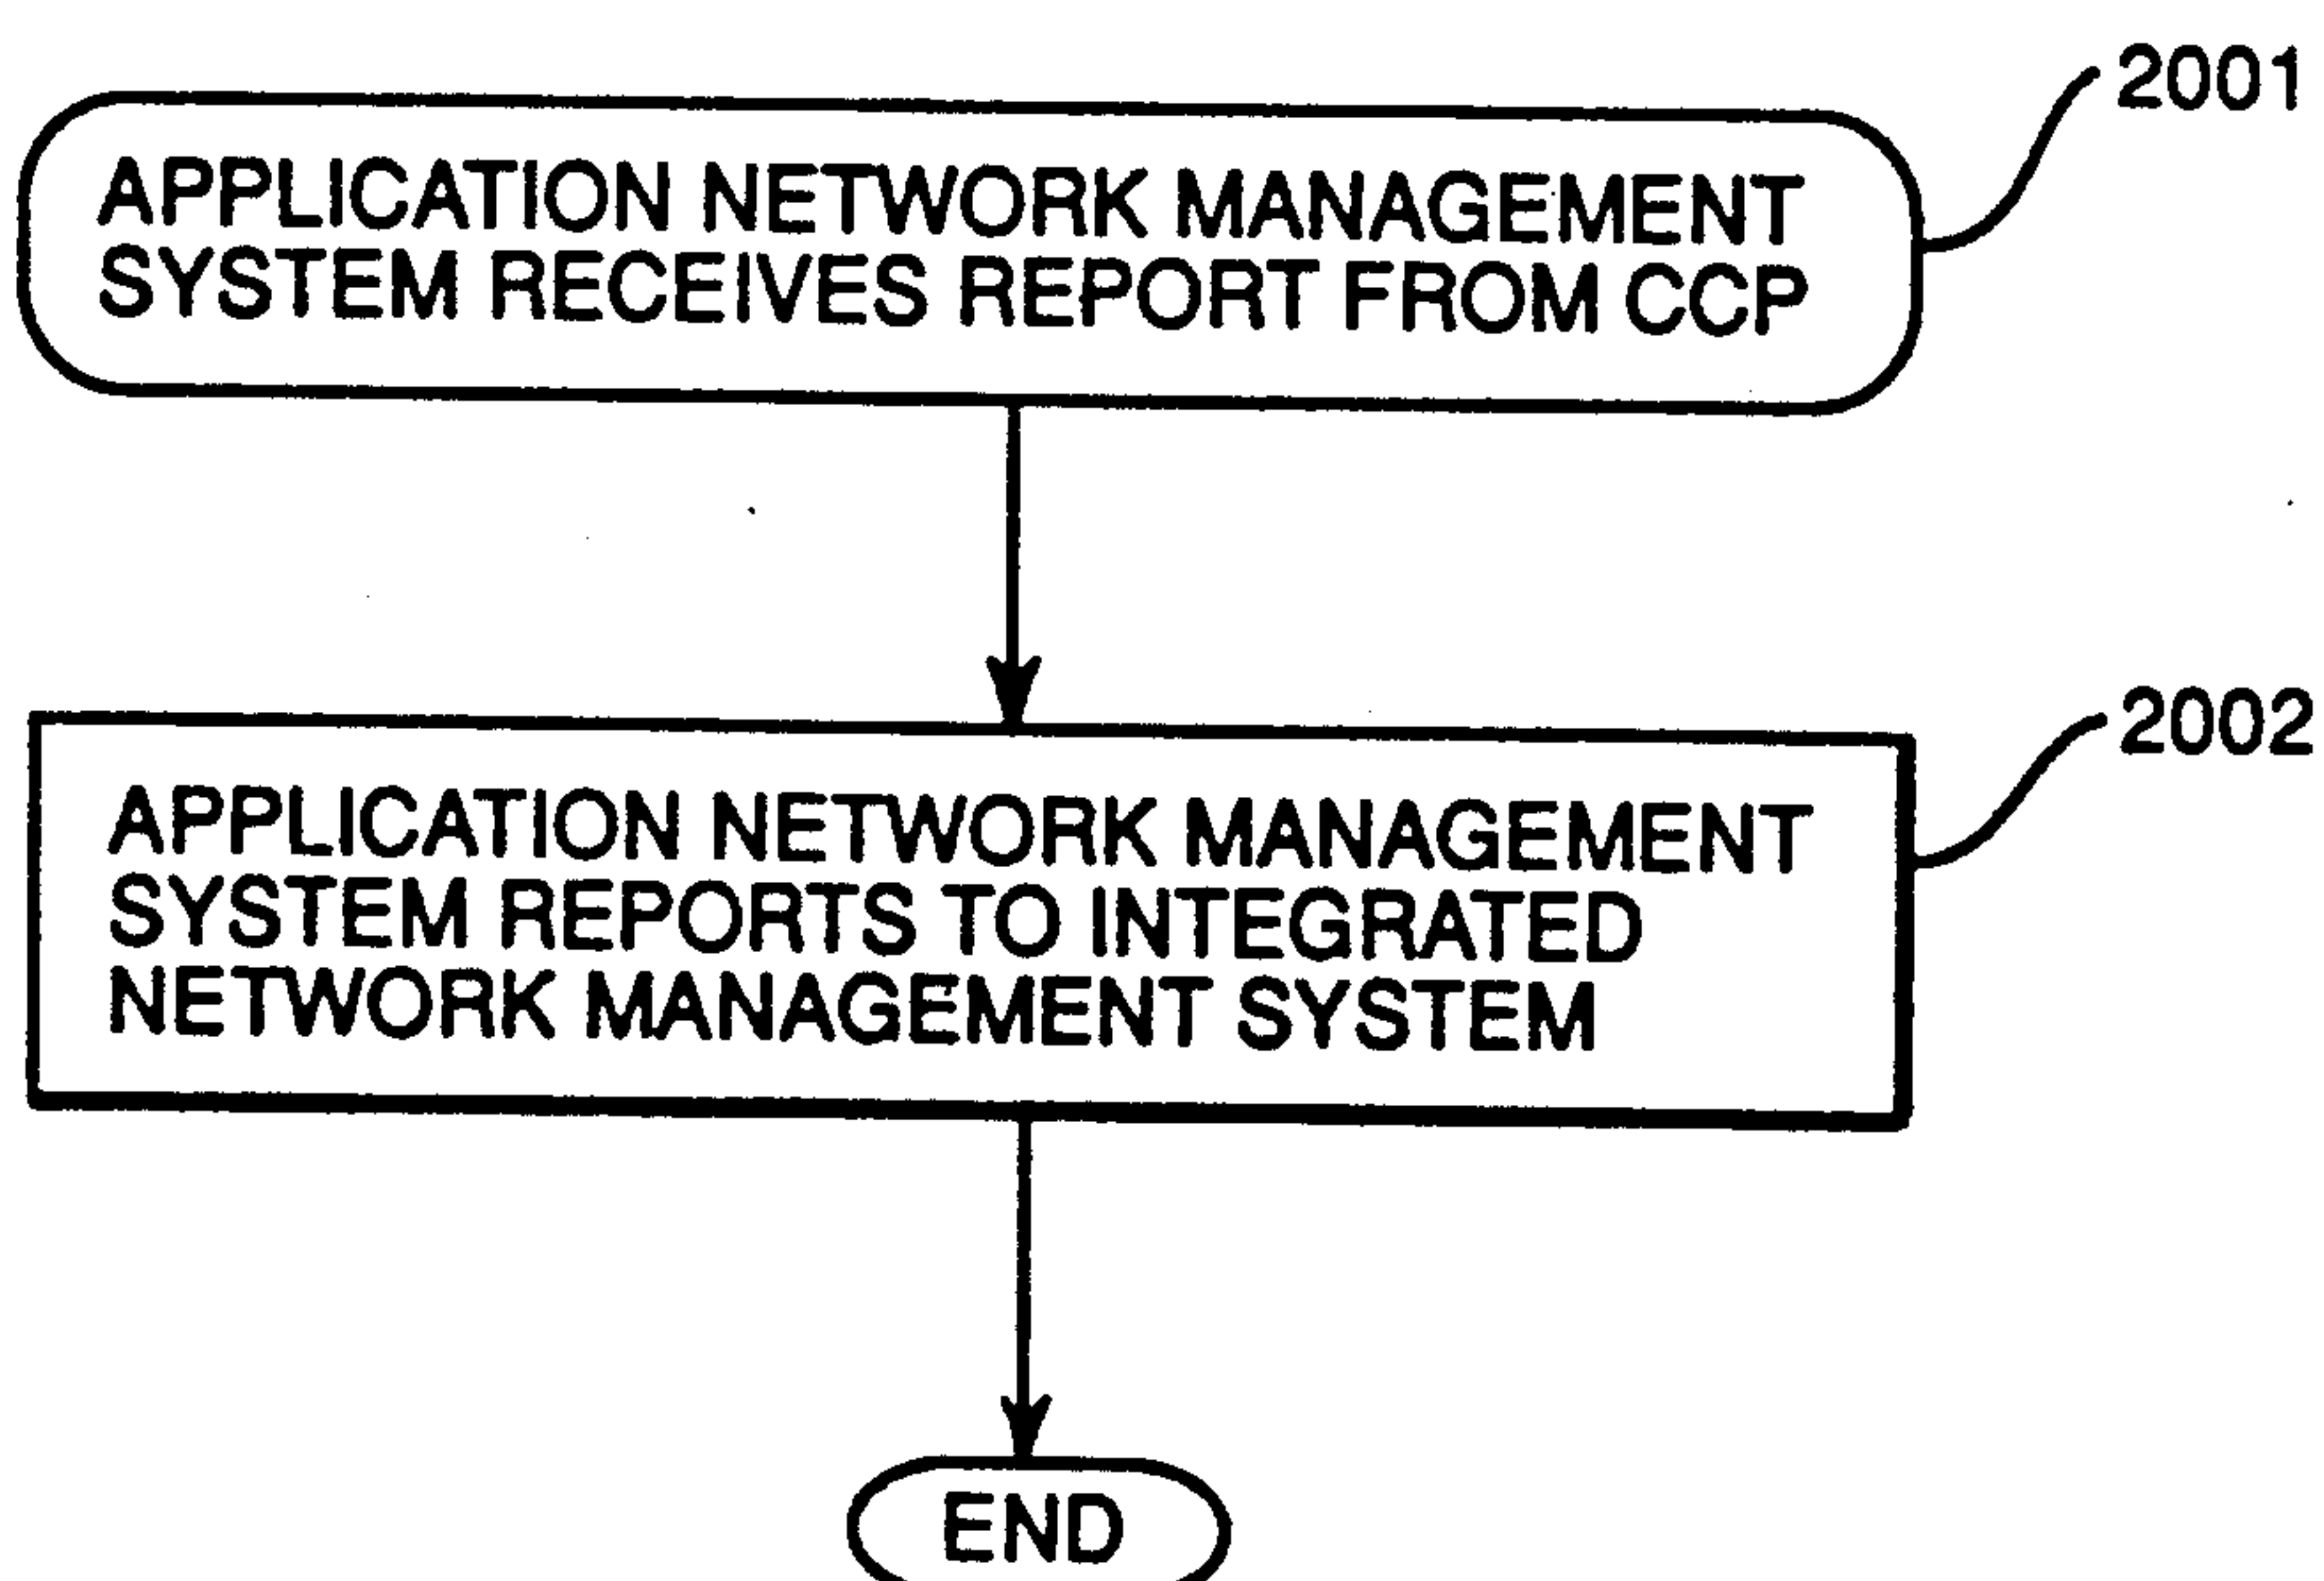 2001
APPLICATION NETWORK MANAGEMENT
SYSTEM RECEIVES REPORT FROM CCP
2002
APPLICATION NETWORK MANAGEMENT
SYSTEM REPORTS TO INTEGRATED
NETWORK MANAGEMENT SYSTEM
END